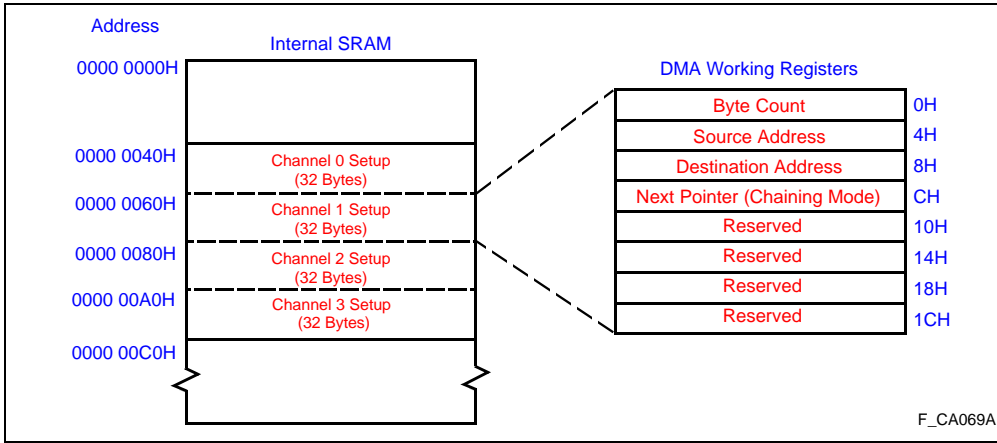 Address
Internal SRAM
0000 0000H
DMA Working Registers
Byte Count 0H
Source Address 4H
Destination Address 8H
Next Pointer (Chaining Mode) CH
Reserved 10H
Reserved 14H
Reserved 18H
Reserved 1CH
0000 0040H
Channel 0 Setup
(32 Bytes)
0000 0060H
Channel 1 Setup
(32 Bytes)
0000 0080H
Channel 2 Setup
(32 Bytes)
0000 00A0H
Channel 3 Setup
(32 Bytes)
0000 00C0H
F_CA069A